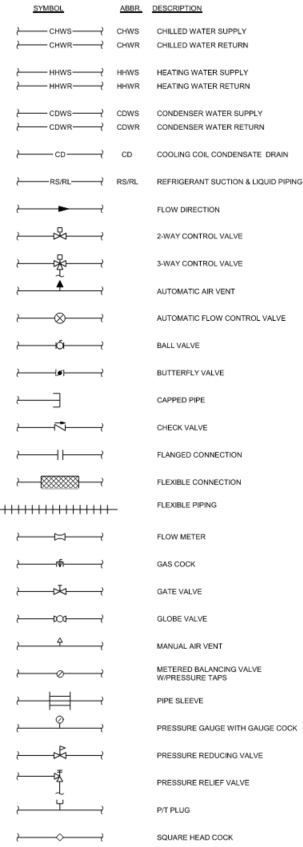 SYMBOL ABBR. DESCRIPTION
CHWS CHWS CHILLED WATER SUPPLY
CHWR CHWR CHILLED WATER RETURN
HHWS HHWS HEATING WATER SUPPLY
HHWR HHWR HEATING WATER RETURN
CDWS CDWS CONDENSER WATER SUPPLY
CDWR CDWR CONDENSER WATER RETURN
CD CD COOLING COIL CONDENSATE DRAIN
RS/RL RS/RL REFRIGERANT SUCTION & LIQUID PIPING
FLOW DIRECTION
2-WAY CONTROL VALVE
3-WAY CONTROL VALVE
AUTOMATIC AIR VENT
AUTOMATIC FLOW CONTROL VALVE
BALL VALVE
BUTTERFLY VALVE
CAPPED PIPE
CHECK VALVE
FLANGED CONNECTION
FLEXIBLE CONNECTION
FLEXIBLE PIPING
FLOW METER
GAS COCK
GATE VALVE
GLOBE VALVE
MANUAL AIR VENT
METERED BALANCING VALVE
W/PRESSURE TAPS
PIPE SLEEVE
PRESSURE GAUGE WITH GAUGE COCK
PRESSURE REDUCING VALVE
PRESSURE RELIEF VALVE
P/T PLUG
SQUARE HEAD COCK